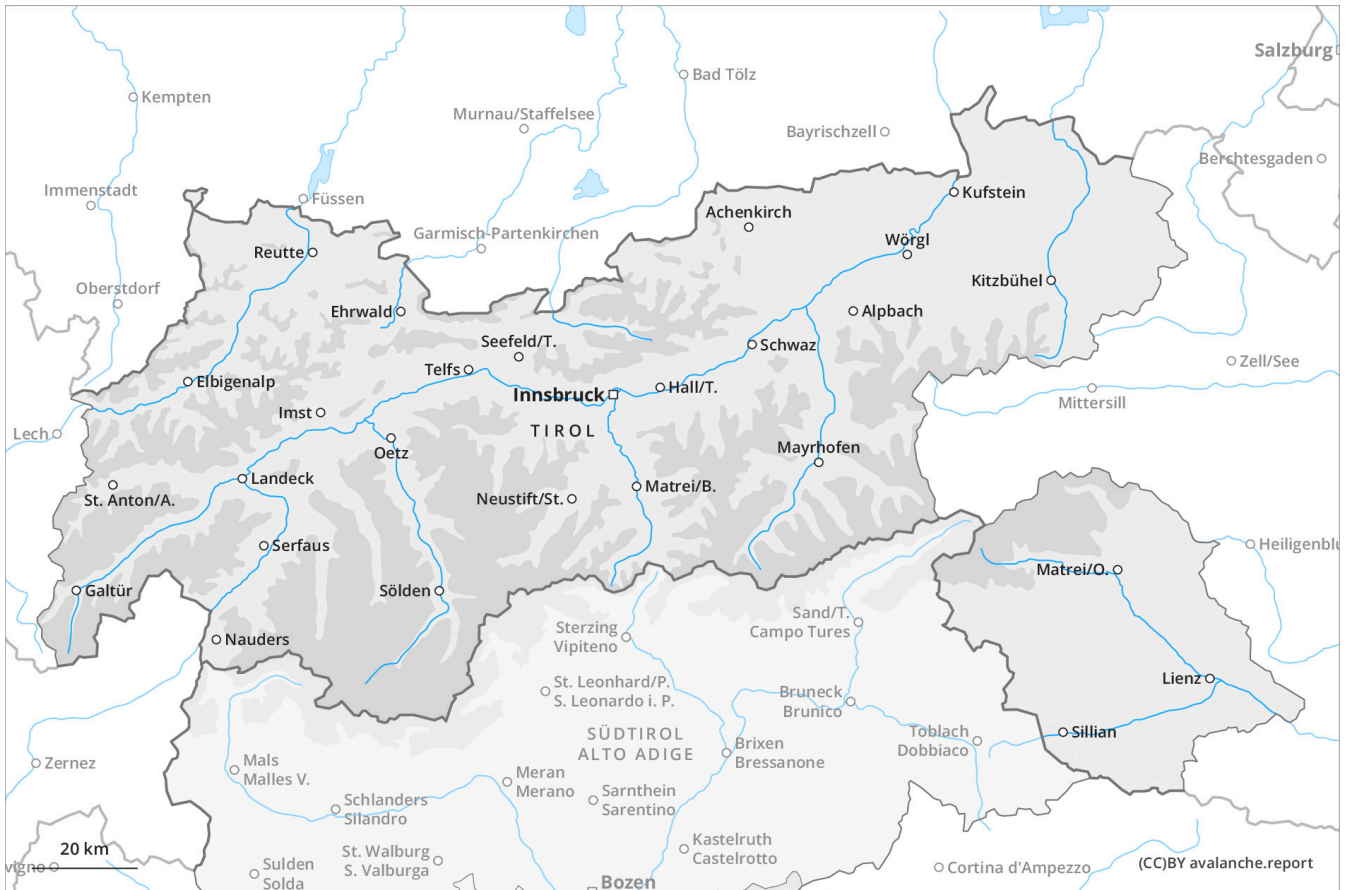 Salzburg
Bad Tölz
Kempten
Murnau/Staffelsee
Bayrischzell
Berchtesgaden
Immenstadt
Füssen
Kufstein
Achenkirch
Garmisch-Partenkirchen
Wörgl
Reutte
Kitzbühel
Oberstdorf
Ehrwald
Alpbach
Seefeld/T.
Schwaz
Zell/See
Telfs
Elbigenalp
Hall/T.
Innsbruck
Mittersill
Imst
TIROL
Lech
Oetz
Mayrhofen
Landeck
Matrei/B.
St. Anton/A.
Neustift/St.
Serfaus
Heiligenblu
Matrei/O.
Galtür
Sölden
Sand/T.
Campo Tures
Nauders
Sterzing
Vipiteno
Lienz
St. Leonhard/P.
S. Leonardo i. P.
Bruneck
Brunico
Sillian
SÜDTIROL
ALTO ADIGE
Toblach
Dobbiaco
Brixen
Bressanone
Mals
Malles V.
Zernez
Meran
Merano
Sarnthein
Sarentino
Schlanders
Silandro
Kastelruth
Castelrotto
20 km
St. Walburg
S. Valburga
vigno
Sulden
Solda
Cortina d'Ampezzo
(CC)BY avalanche.report
Bozen